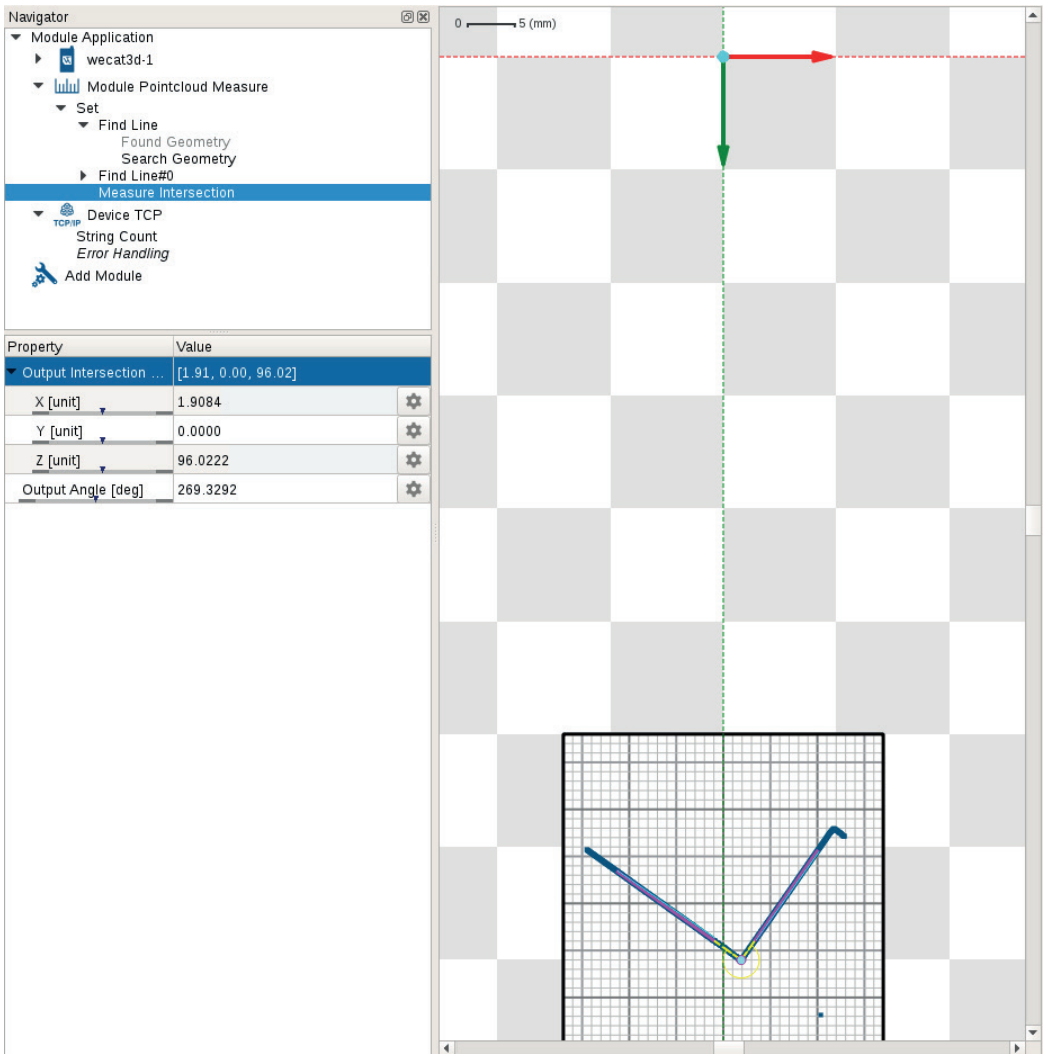 Navigator
Module Application
wecat3d-1
Module Pointcloud Measure
Set
Find Line
Found Geometry
Search Geometry
Find Line#0
Measure Intersection
TCP/IP Device TCP
String Count
Error Handling
Add Module
Property Value
Output Intersection ... [1.91, 0.00, 96.02]
X [unit] 1.9084
Y [unit] 0.0000
Z [unit] 96.0222
Output Angle [deg] 269.3292
0 5 (mm)